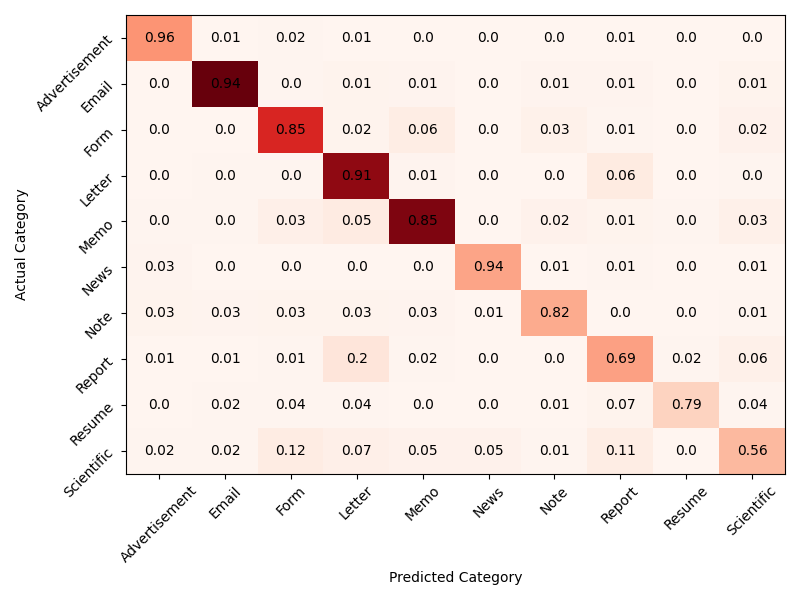 Actual Category
Advertisement 0.96 0.01 0.02 0.01 0.0 0.0 0.0 0.01 0.0 0.0
Email 0.0 0.94 0.0 0.01 0.01 0.0 0.01 0.01 0.0 0.01
Form 0.0 0.0 0.85 0.02 0.06 0.0 0.03 0.01 0.0 0.02
Letter 0.0 0.0 0.0 0.91 0.01 0.0 0.0 0.06 0.0 0.0
Memo 0.0 0.0 0.03 0.05 0.85 0.0 0.02 0.01 0.0 0.03
News 0.03 0.0 0.0 0.0 0.0 0.94 0.01 0.01 0.0 0.01
Note 0.03 0.03 0.03 0.03 0.03 0.01 0.82 0.0 0.0 0.01
Report 0.01 0.01 0.01 0.2 0.02 0.0 0.0 0.69 0.02 0.06
Resume 0.0 0.02 0.04 0.04 0.0 0.0 0.01 0.07 0.79 0.04
Scientific 0.02 0.02 0.12 0.07 0.05 0.05 0.01 0.11 0.0 0.56
Advertisement Email Form Letter Memo News Note Report Resume Scientific
Predicted Category